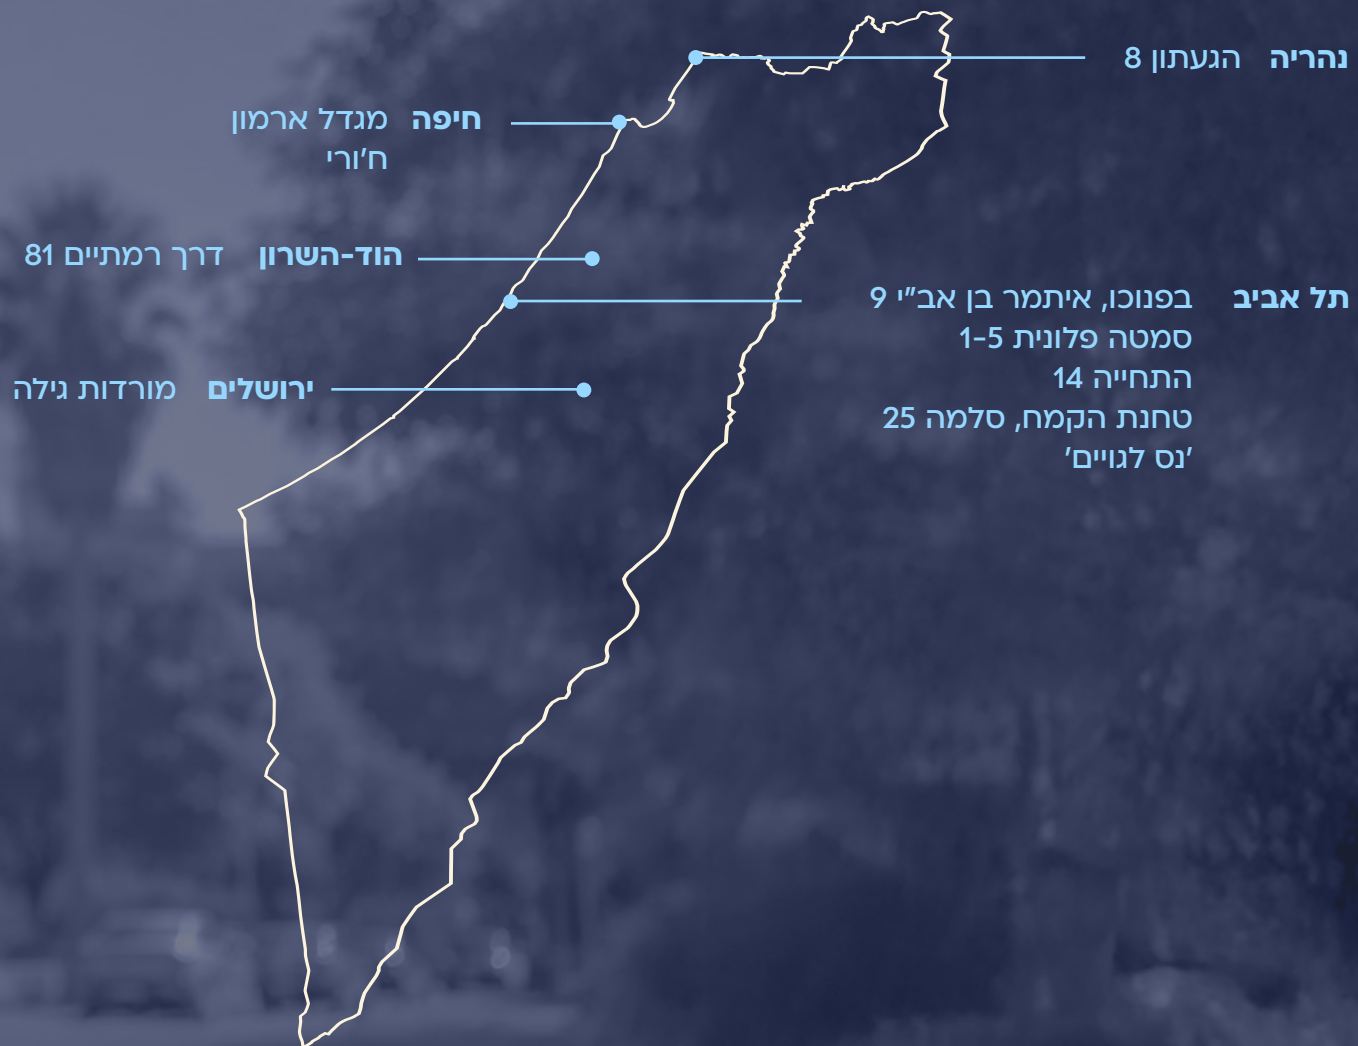 נהריה הגעתון 8
חיפה מגדל ארמון
ח'ורי
הוד-השרון דרך רמתיים 81
תל אביב בפנוכו, איתמר בן אב"י 9
סמטה פלונית 1-5
התחייה 14
טחנת הקמח, סלמה 25
'נס לגויים'
ירושלים מורדות גילה